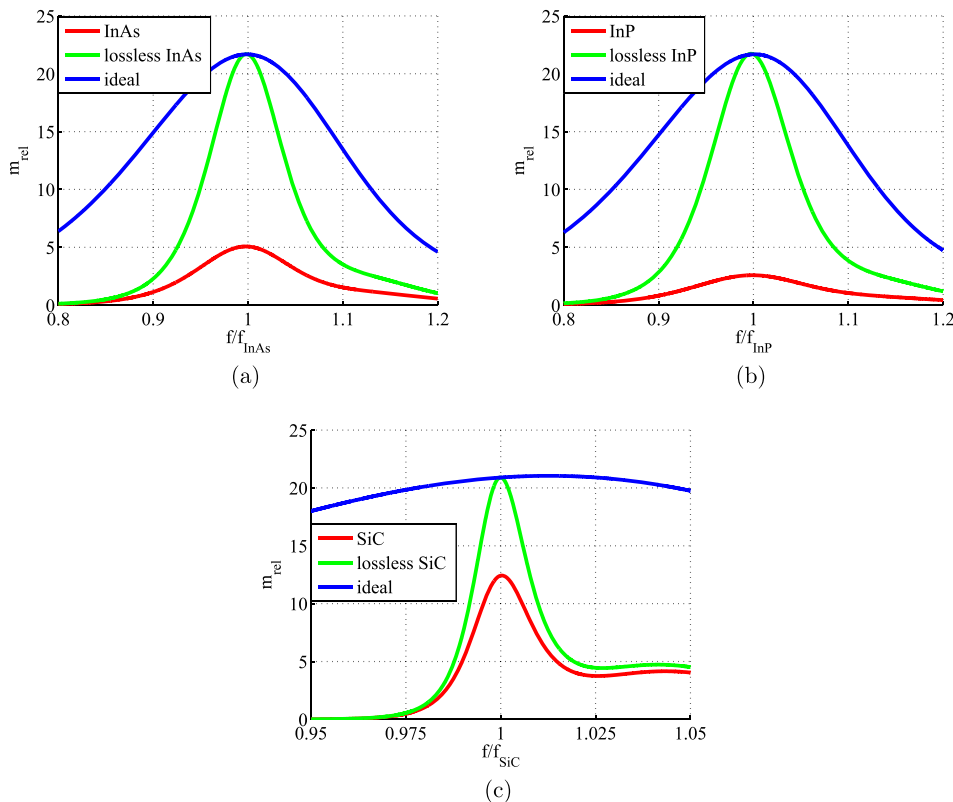 25
20
15
10
5
0
m_rel
InAs
lossless InAs
ideal
0.8 0.9 1 1.1 1.2
f/f_InAs
(a)
25
20
15
10
5
0
m_rel
InP
lossless InP
ideal
0.8 0.9 1 1.1 1.2
f/f_InP
(b)
25
20
15
10
5
0
m_rel
SiC
lossless SiC
ideal
0.95 0.975 1 1.025 1.05
f/f_SiC
(c)